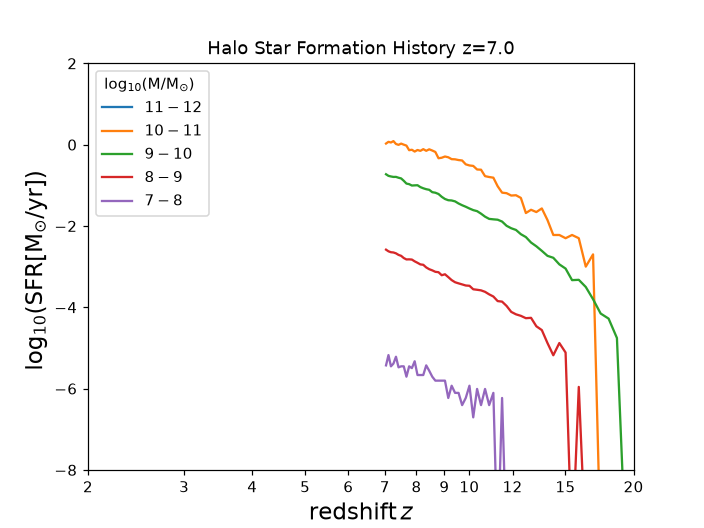 Halo Star Formation History z=7.0
log₁₀(M/M⊙)
11 − 12
10 − 11
9 − 10
8 − 9
7 − 8
log₁₀(SFR[M⊙/yr])
2
0
−2
−4
−6
−8
2 3 4 5 6 7 8 9 10 12 15 20
redshift z